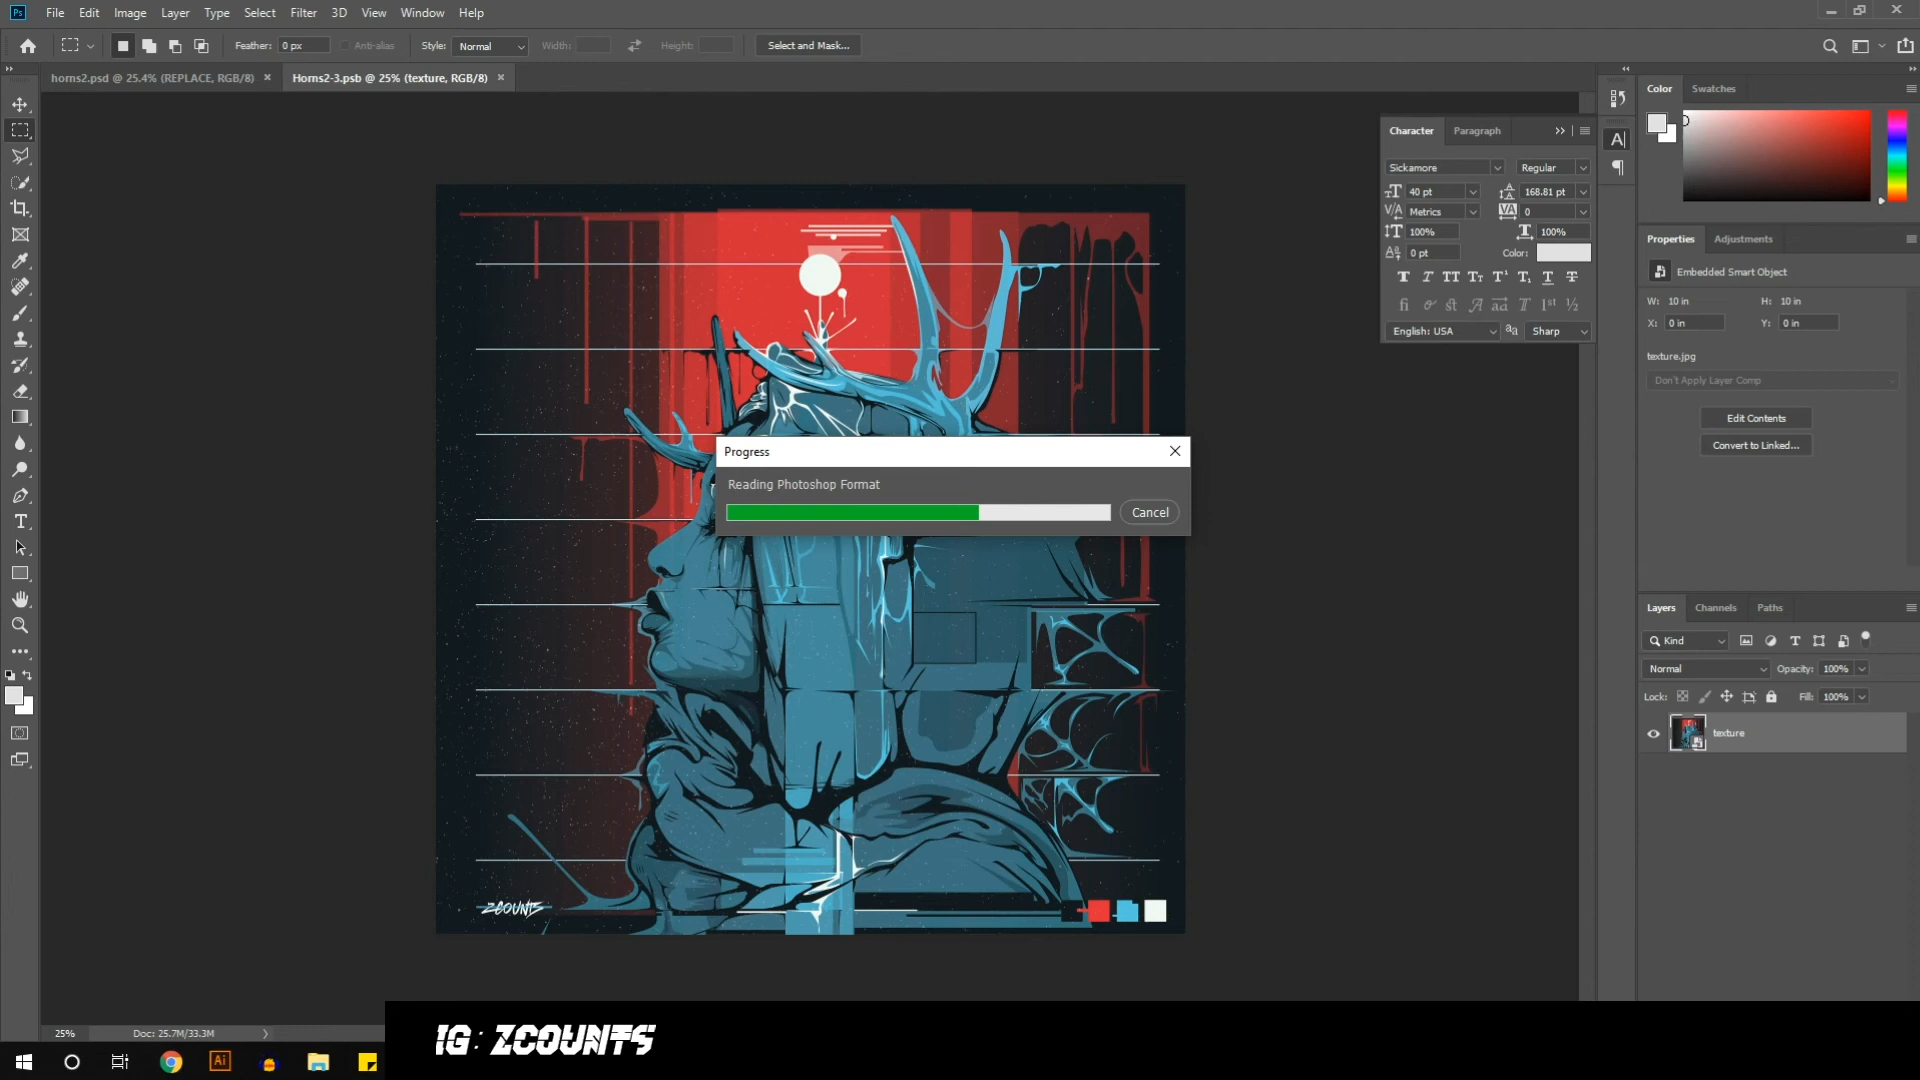 Ps File Edit Image Layer Type Select Filter 3D View Window Help
Feather: 0 px Anti-alias Style: Normal Width: Height: Select and Mask...
horns2.psd @ 25.4% (REPLACE, RGB/8) × Horns2-3.psb @ 25% (texture, RGB/8) ×
Color Swatches
Character Paragraph
Sickamore Regular
40 pt 168.81 pt
Metrics 0
100% 100%
0 pt Color:
English: USA Sharp
Properties Adjustments
Embedded Smart Object
W: 10 in H: 10 in
X: 0 in Y: 0 in
texture.jpg
Don't Apply Layer Comp
Edit Contents
Convert to Linked...
Progress
Reading Photoshop Format
Cancel
Layers Channels Paths
Kind
Normal Opacity: 100%
Lock: Fill: 100%
texture
ZCOUNTS
25% Doc: 25.7M/33.3M
Ai
IG: ZCOUNTS